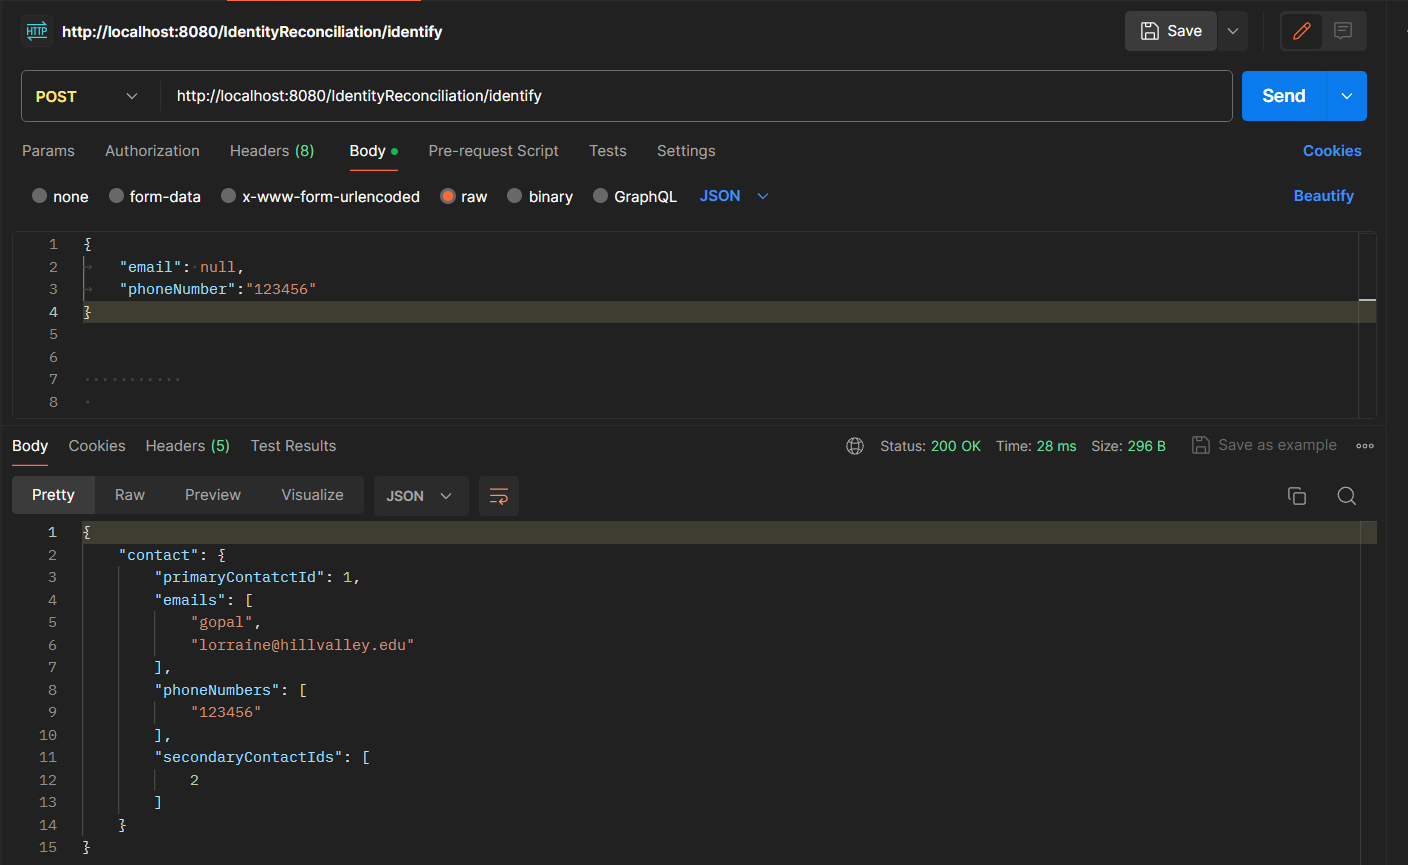 HTTP http://localhost:8080/IdentityReconciliation/identify Save
POST http://localhost:8080/IdentityReconciliation/identify Send
Params Authorization Headers (8) Body Pre-request Script Tests Settings Cookies
none form-data x-www-form-urlencoded raw binary GraphQL JSON Beautify
1 {
2 "email": null,
3 "phoneNumber":"123456"
4 }
5
6
7
8
Body Cookies Headers (5) Test Results Status: 200 OK Time: 28 ms Size: 296 B Save as example
Pretty Raw Preview Visualize JSON
1 {
2 "contact": {
3 "primaryContatctId": 1,
4 "emails": [
5 "gopal",
6 "lorraine@hillvalley.edu"
7 ],
8 "phoneNumbers": [
9 "123456"
10 ],
11 "secondaryContactIds": [
12 2
13 ]
14 }
15 }